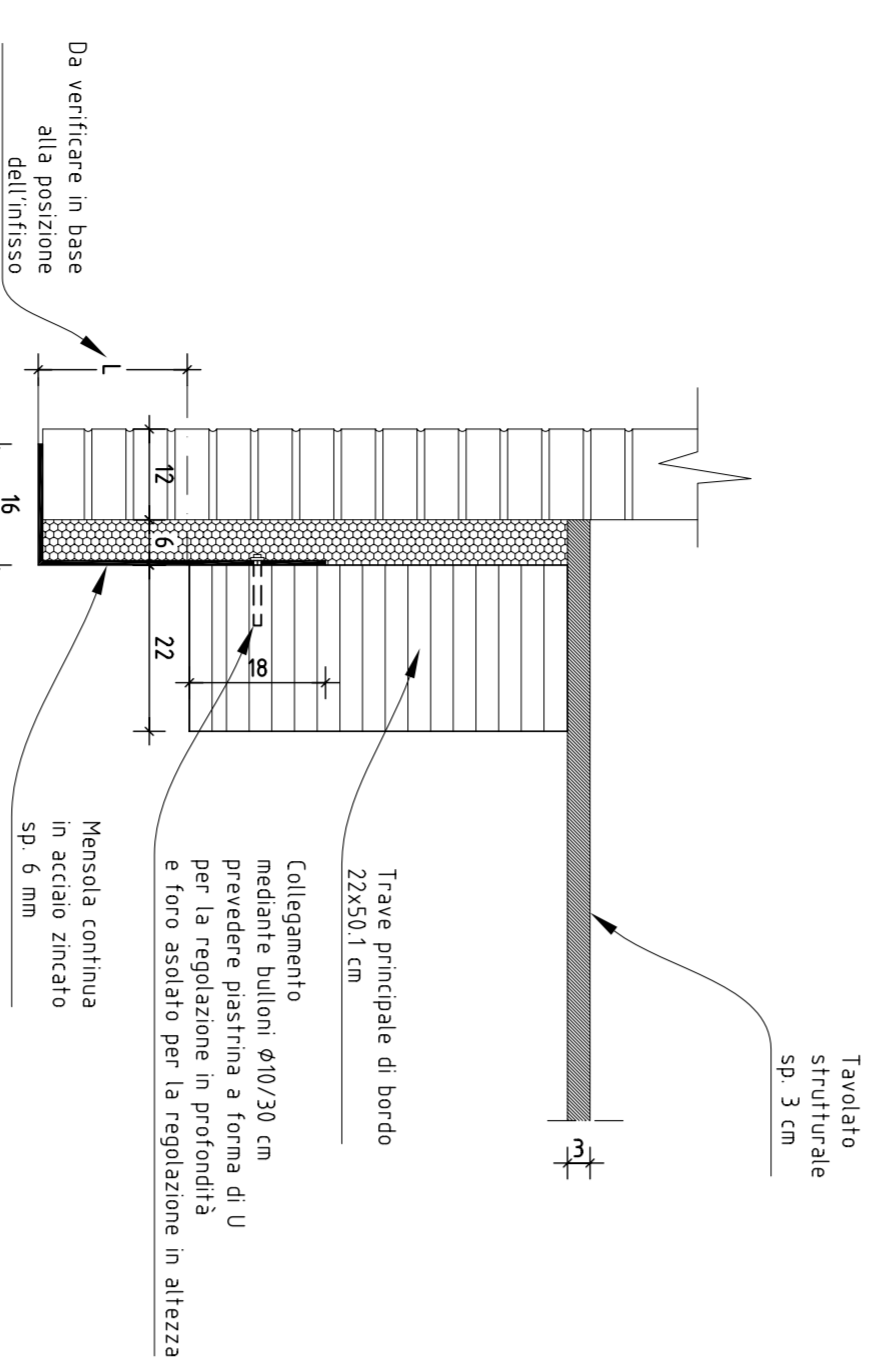 Tavolato
strutturale
sp. 3 cm
3
Trave principale di bordo
22x50.1 cm
Collegamento
mediante bulloni ϕ10/30 cm
prevedere piastrina a forma di U
per la regolazione in profondità
e foro asolato per la regolazione in altezza
Mensola continua
in acciaio zincato
sp. 6 mm
18
12
6
22
L
16
Da verificare in base
alla posizione
dell'infisso